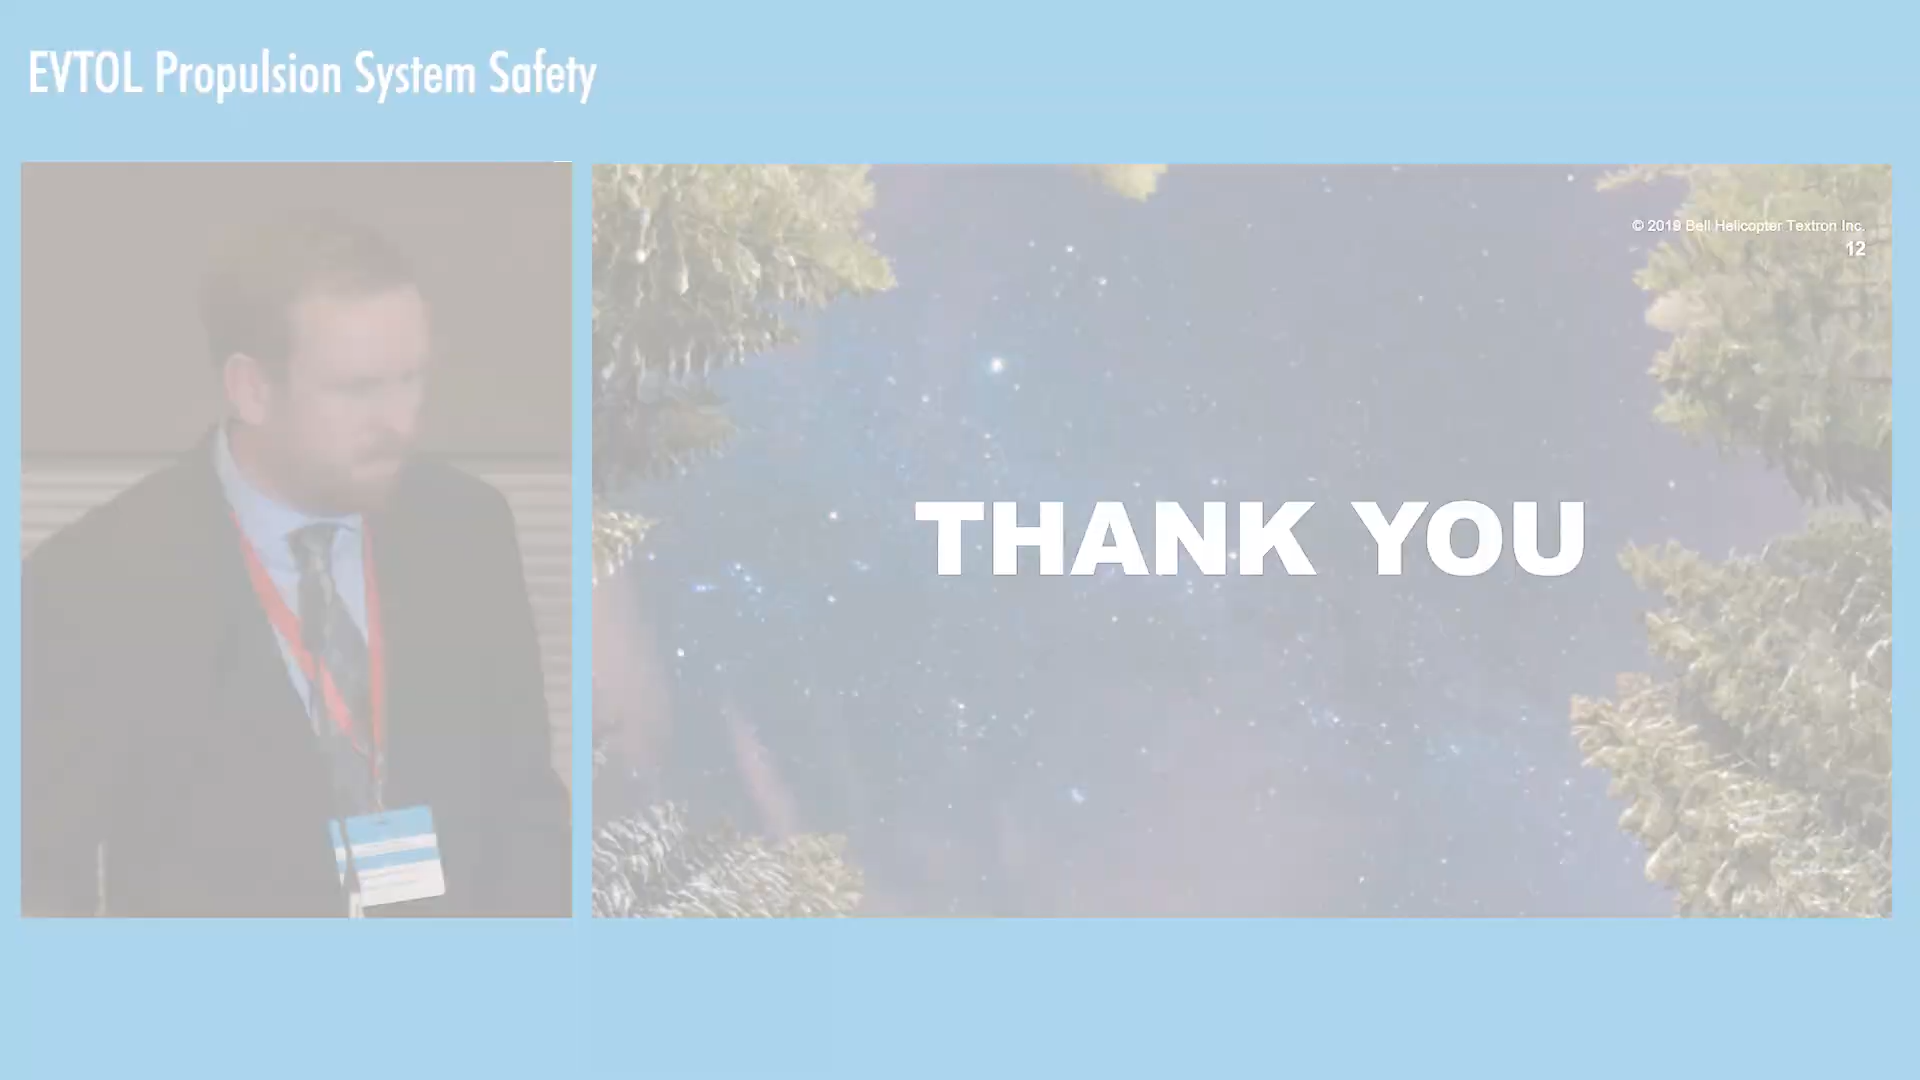 EVTOL Propulsion System Safety
© 2019 Bell Helicopter Textron Inc.
12
THANK YOU